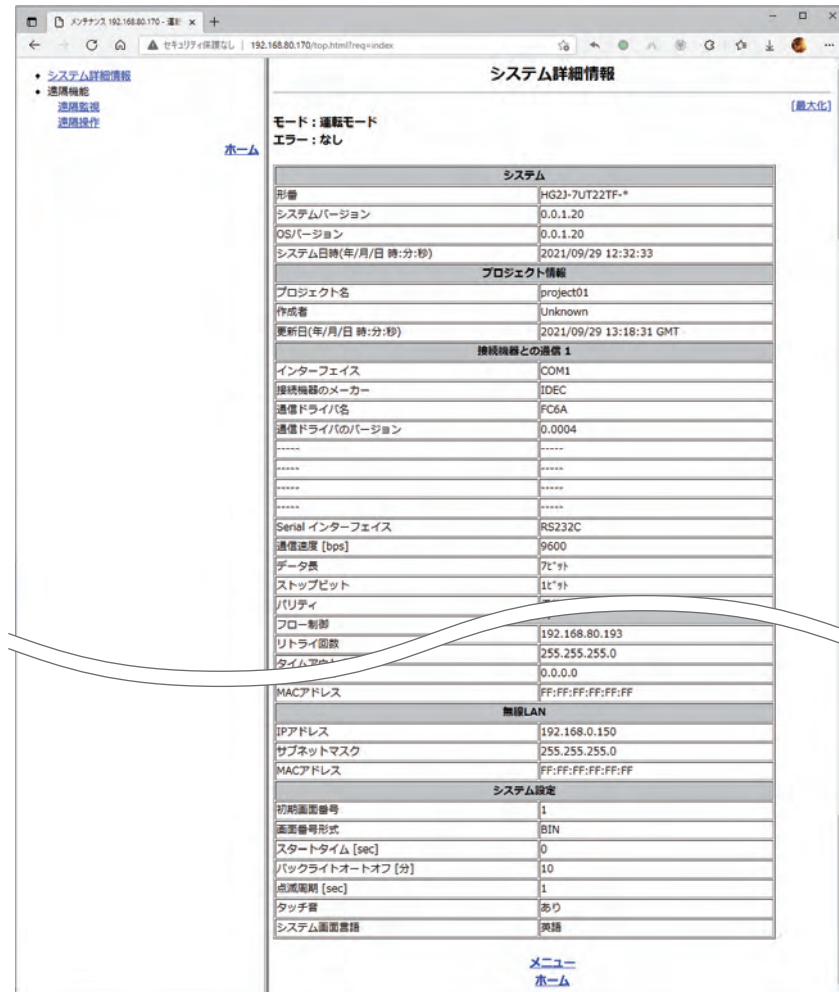 メンテナンス 192.168.80.170 - 運転
セキュリティ保護なし | 192.168.80.170/top.html?req=index
• システム詳細情報
• 遠隔機能
遠隔監視
遠隔操作
ホーム
システム詳細情報
[最大化]
モード : 運転モード
エラー : なし
システム
形番 HG2J-7UT22TF-*
システムバージョン 0.0.1.20
OSバージョン 0.0.1.20
システム日時(年/月/日 時:分:秒) 2021/09/29 12:32:33
プロジェクト情報
プロジェクト名 project01
作成者 Unknown
更新日(年/月/日 時:分:秒) 2021/09/29 13:18:31 GMT
接続機器との通信 1
インターフェイス COM1
接続機器のメーカー IDEC
通信ドライバ名 FC6A
通信ドライバのバージョン 0.0004
----- -----
----- -----
----- -----
----- -----
Serial インターフェイス RS232C
通信速度 [bps] 9600
データ長 7ﾋﾞｯﾄ
ストップビット 1ﾋﾞｯﾄ
パリティ
フロー制御
192.168.80.193
リトライ回数
255.255.255.0
タイムアウト
0.0.0.0
MACアドレス FF:FF:FF:FF:FF:FF
無線LAN
IPアドレス 192.168.0.150
サブネットマスク 255.255.255.0
MACアドレス FF:FF:FF:FF:FF:FF
システム設定
初期画面番号 1
画面番号形式 BIN
スタートタイム [sec] 0
バックライトオートオフ [分] 10
点滅周期 [sec] 1
タッチ音 あり
システム画面言語 英語
メニュー
ホーム